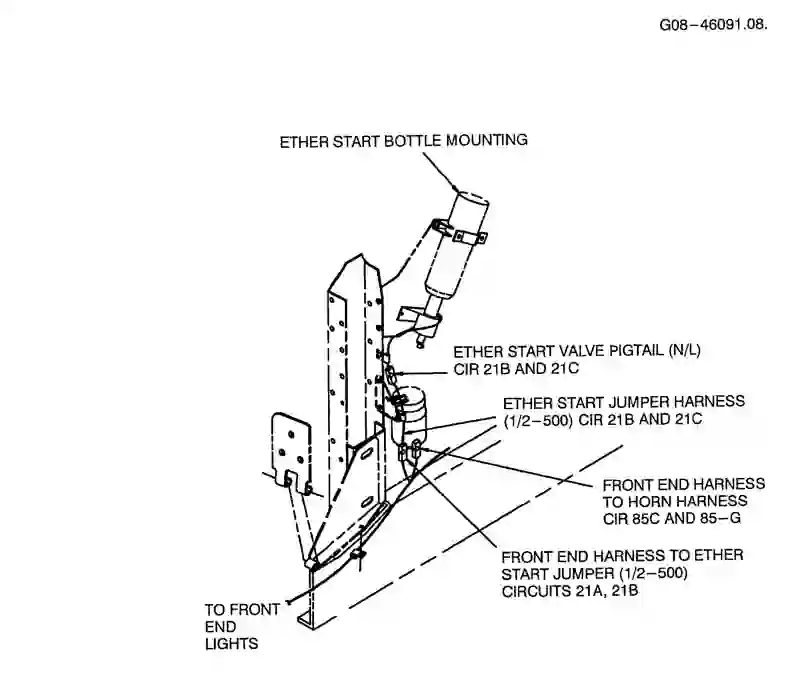 G08-46091.08.
ETHER START BOTTLE MOUNTING
ETHER START VALVE PIGTAIL (N/L)
CIR 21B AND 21C
ETHER START JUMPER HARNESS
(1/2-500) CIR 21B AND 21C
FRONT END HARNESS
TO HORN HARNESS
CIR 85C AND 85-G
FRONT END HARNESS TO ETHER
START JUMPER (1/2-500)
CIRCUITS 21A, 21B
TO FRONT
END
LIGHTS